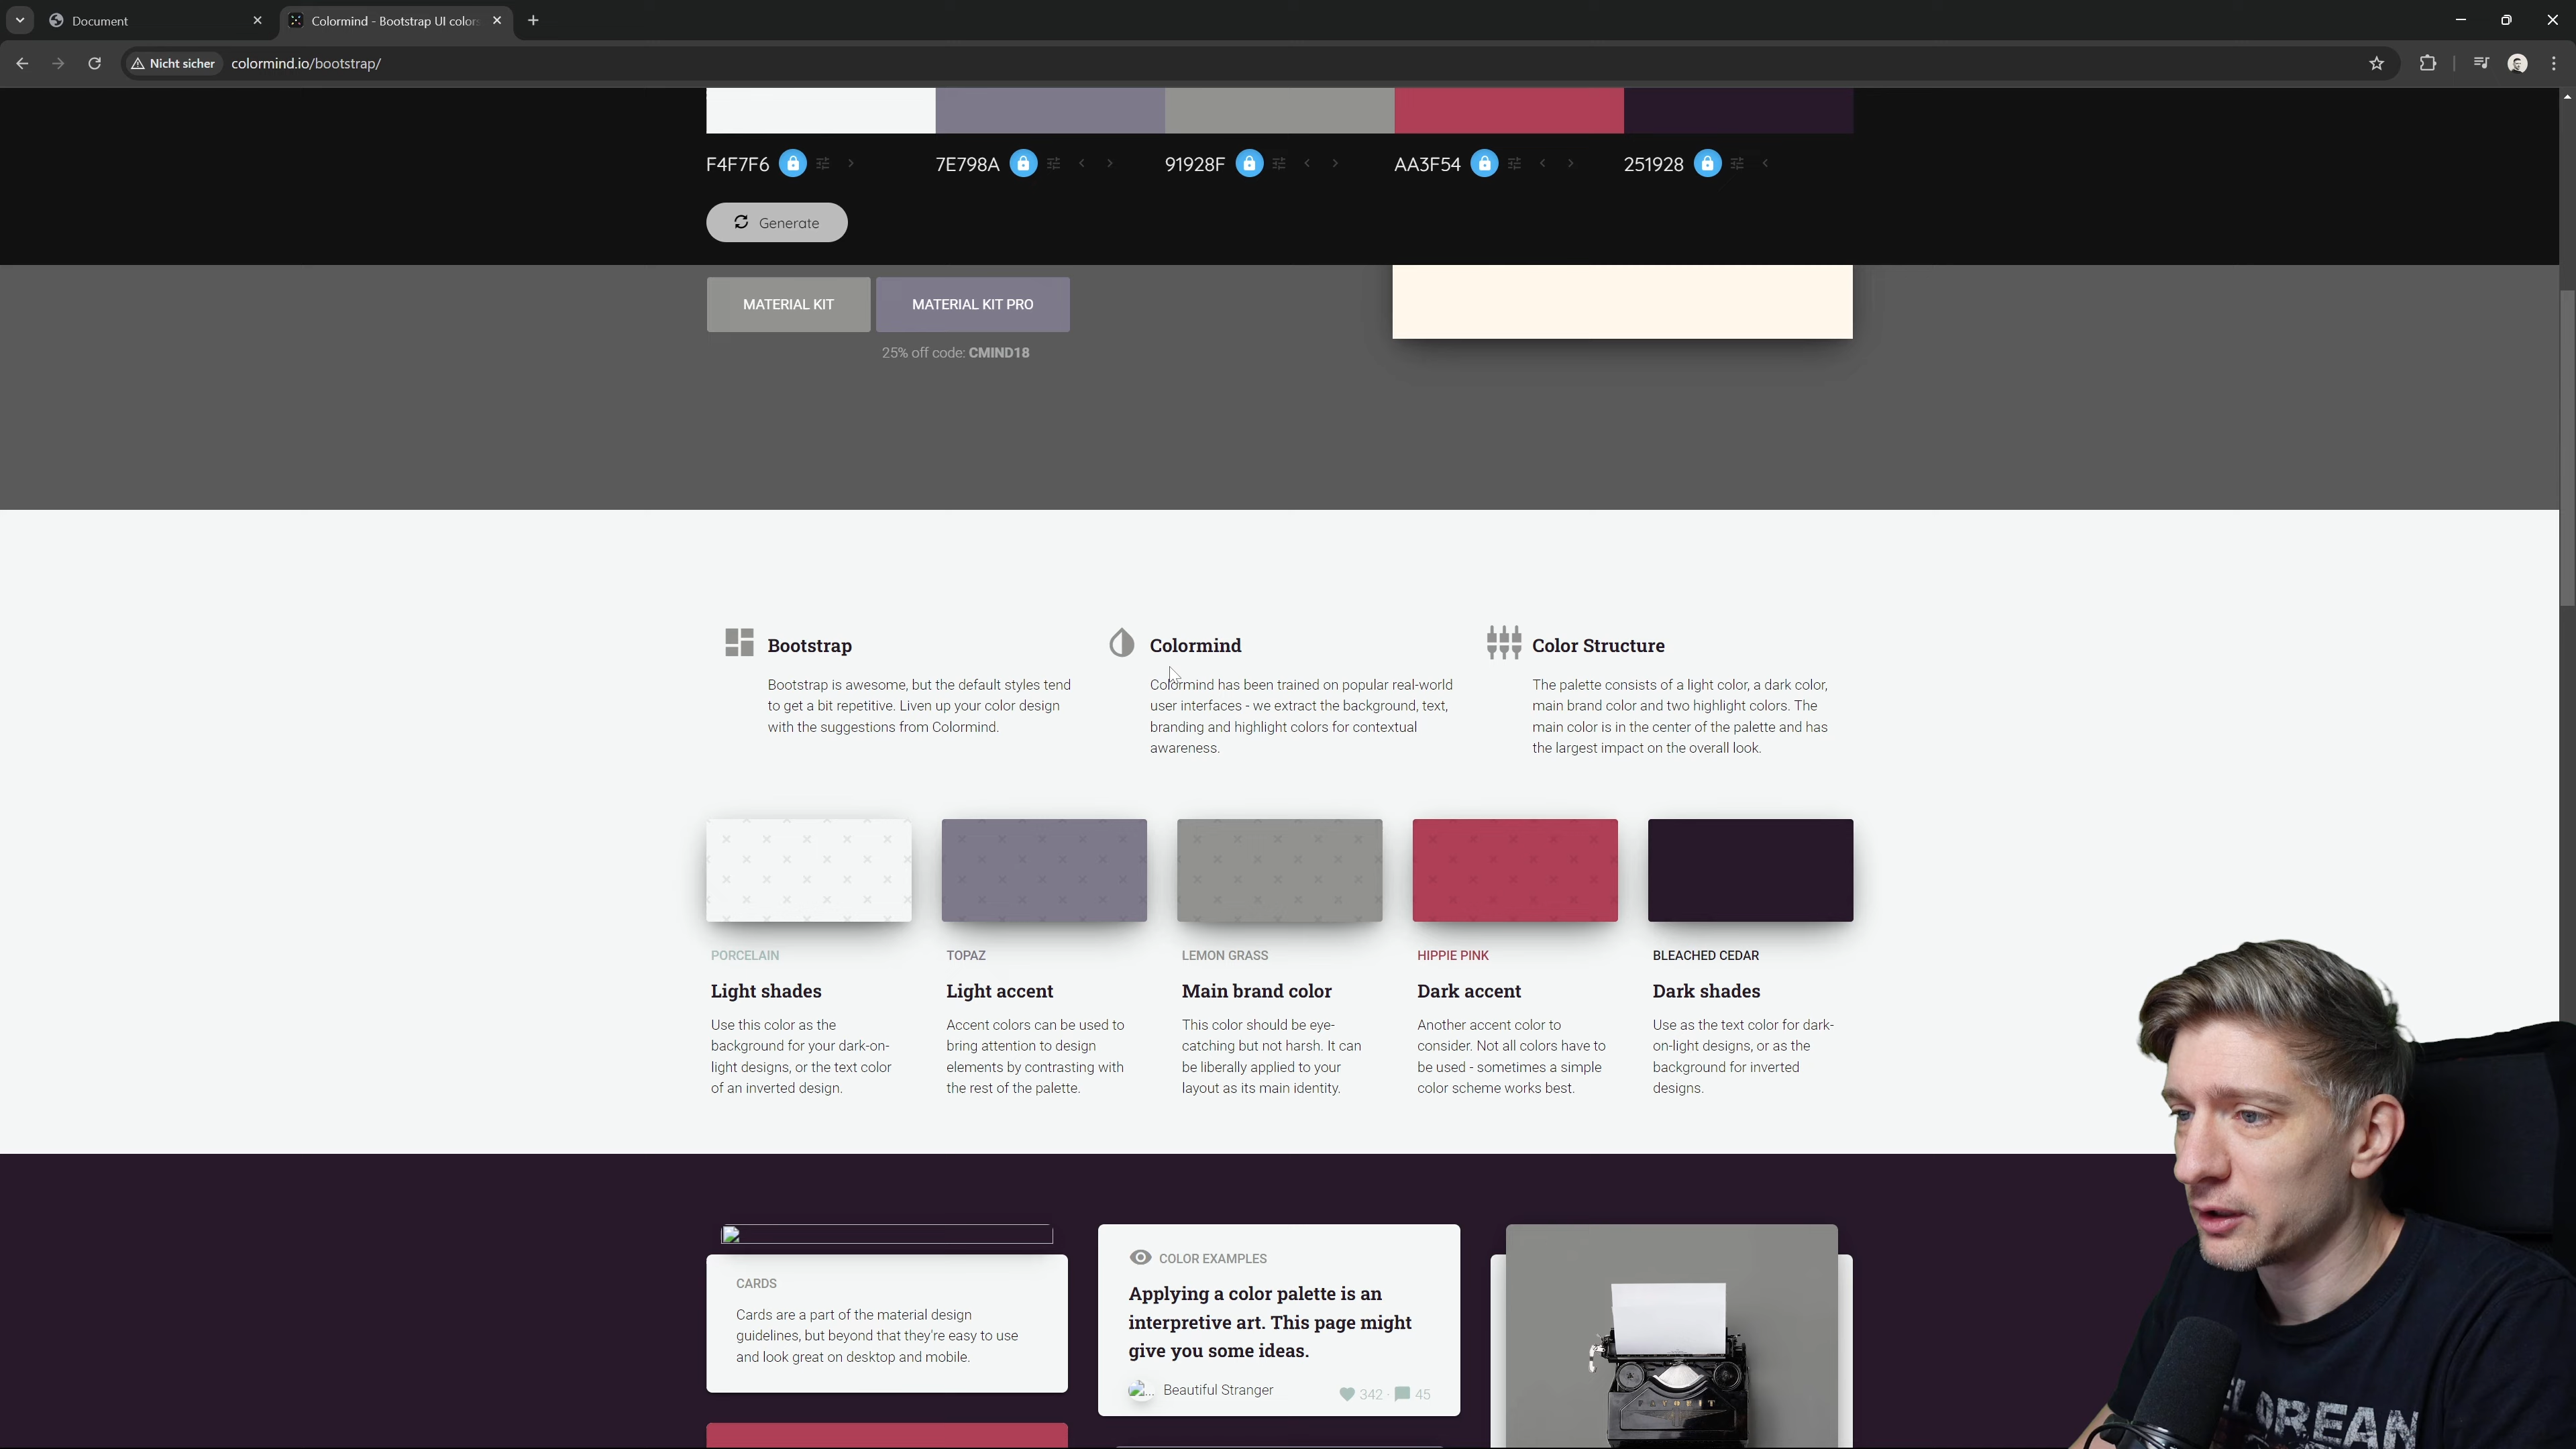 Document
Colormind - Bootstrap UI colors
Nicht sicher
colormind.io/bootstrap/
F4F7F6
7E798A
91928F
AA3F54
251928
Generate
MATERIAL KIT
MATERIAL KIT PRO
25% off code: CMIND18
Bootstrap
Bootstrap is awesome, but the default styles tend
to get a bit repetitive. Liven up your color design
with the suggestions from Colormind.
Colormind
Colormind has been trained on popular real-world
user interfaces - we extract the background, text,
branding and highlight colors for contextual
awareness.
Color Structure
The palette consists of a light color, a dark color,
main brand color and two highlight colors. The
main color is in the center of the palette and has
the largest impact on the overall look.
PORCELAIN
Light shades
Use this color as the
background for your dark-on-
light designs, or the text color
of an inverted design.
TOPAZ
Light accent
Accent colors can be used to
bring attention to design
elements by contrasting with
the rest of the palette.
LEMON GRASS
Main brand color
This color should be eye-
catching but not harsh. It can
be liberally applied to your
layout as its main identity.
HIPPIE PINK
Dark accent
Another accent color to
consider. Not all colors have to
be used - sometimes a simple
color scheme works best.
BLEACHED CEDAR
Dark shades
Use as the text color for dark-
on-light designs, or as the
background for inverted
designs.
CARDS
Cards are a part of the material design
guidelines, but beyond that they're easy to use
and look great on desktop and mobile.
COLOR EXAMPLES
Applying a color palette is an
interpretive art. This page might
give you some ideas.
Beautiful Stranger
342 · 45